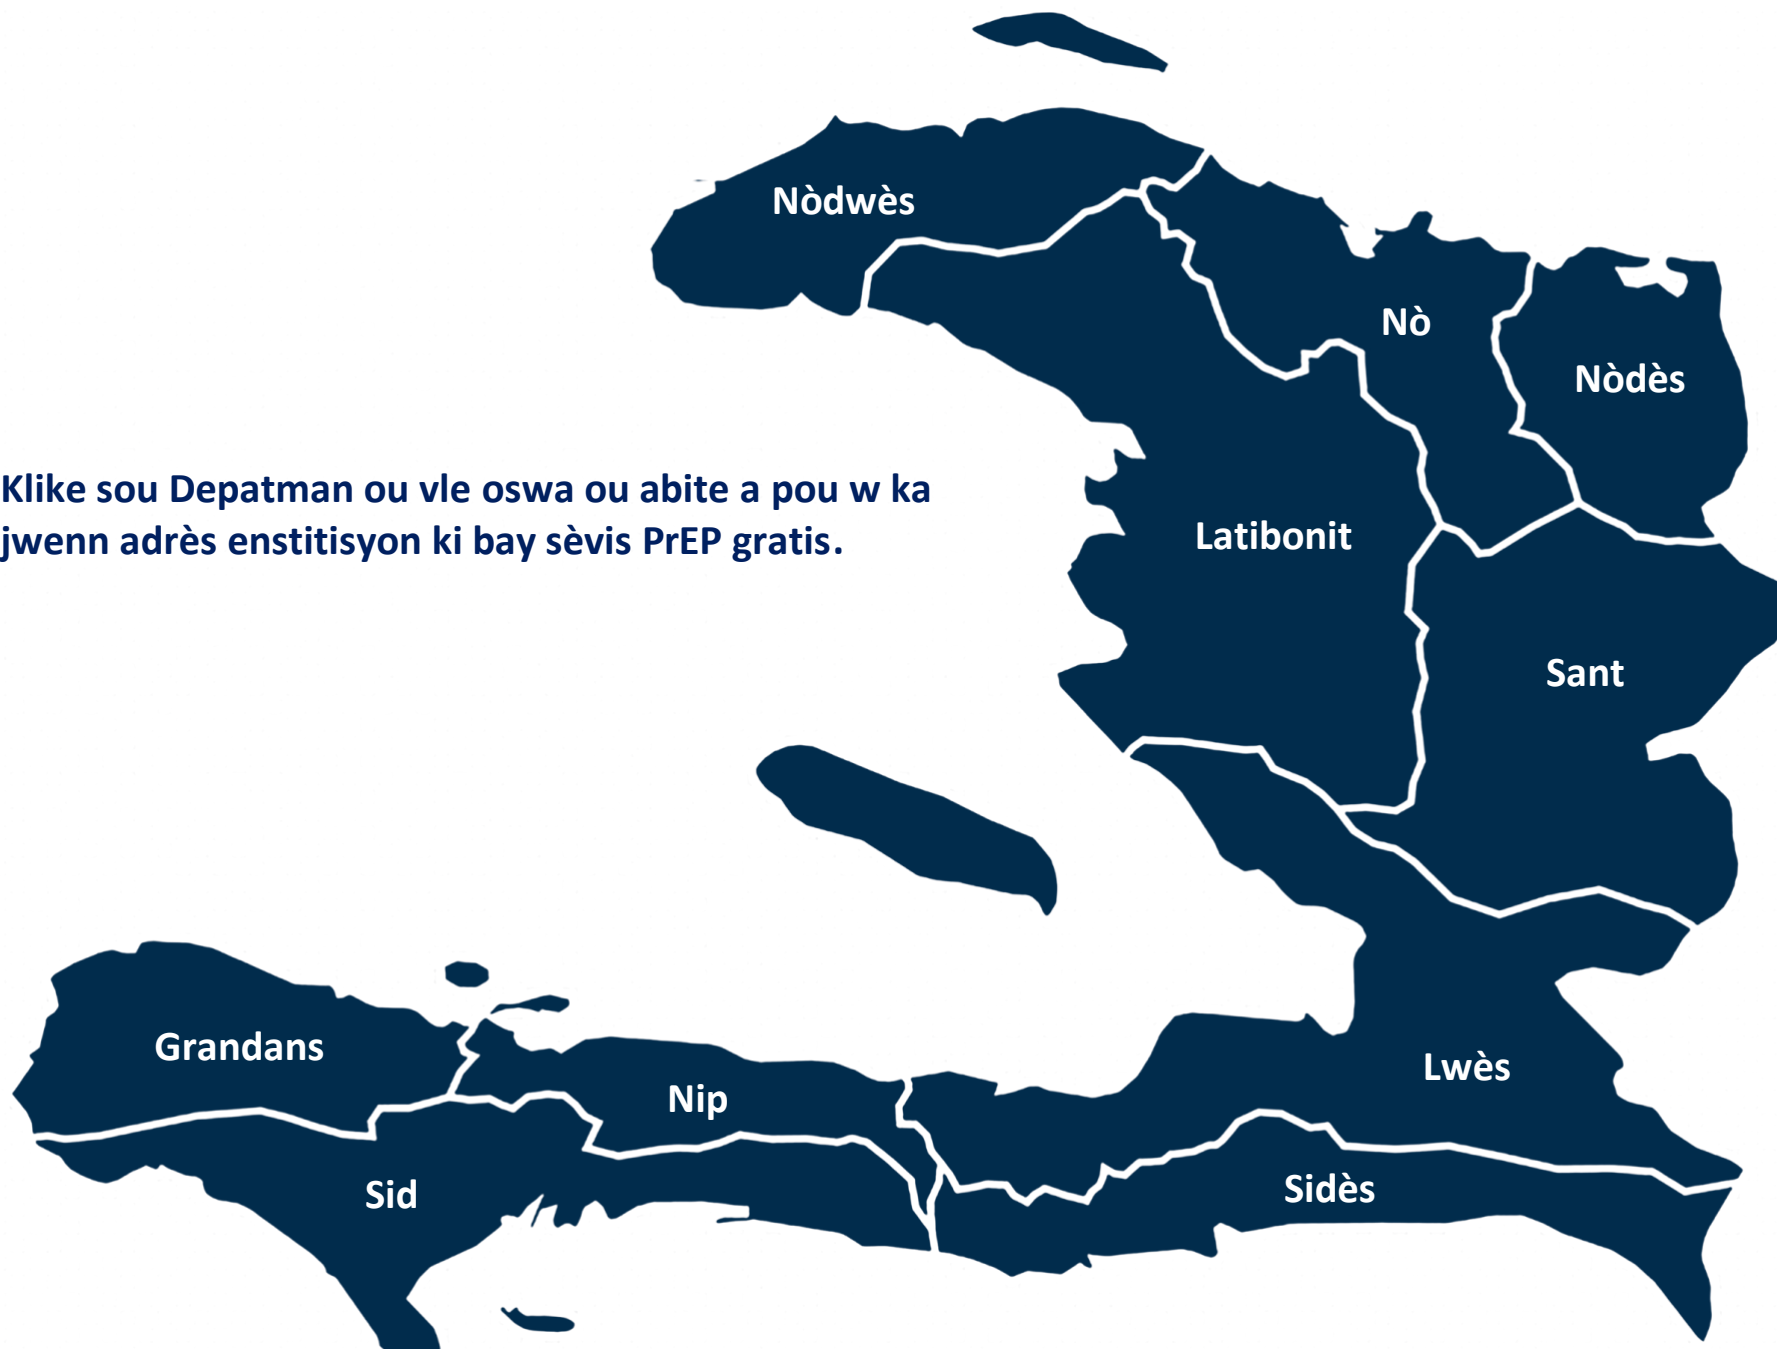 Nòdwès
Nò
Nòdès
Klike sou Depatman ou vle oswa ou abite a pou w ka
jwenn adrès enstitisyon ki bay sèvis PrEP gratis.
Latibonit
Sant
Grandans
Lwès
Nip
Sid
Sidès